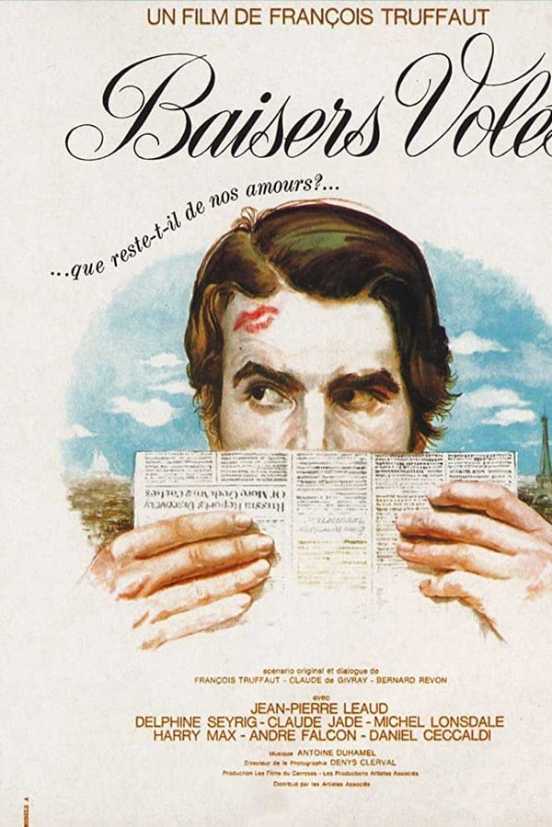 UN FILM DE FRANÇOIS TRUFFAUT
Baisers Volé
...que reste-t-il de nos amours?...
scenario original et dialogue de
FRANÇOIS TRUFFAUT - CLAUDE de GIVRAY - BERNARD REVON
avec
JEAN-PIERRE LEAUD
DELPHINE SEYRIG - CLAUDE JADE - MICHEL LONSDALE
HARRY MAX - ANDRE FALCON - DANIEL CECCALDI
Musique ANTOINE DUHAMEL
Directeur de la Photographie DENYS CLERVAL
Production Les Films du Carrosse - Les Productions Artistes Associés
Distribué par les Artistes Associés